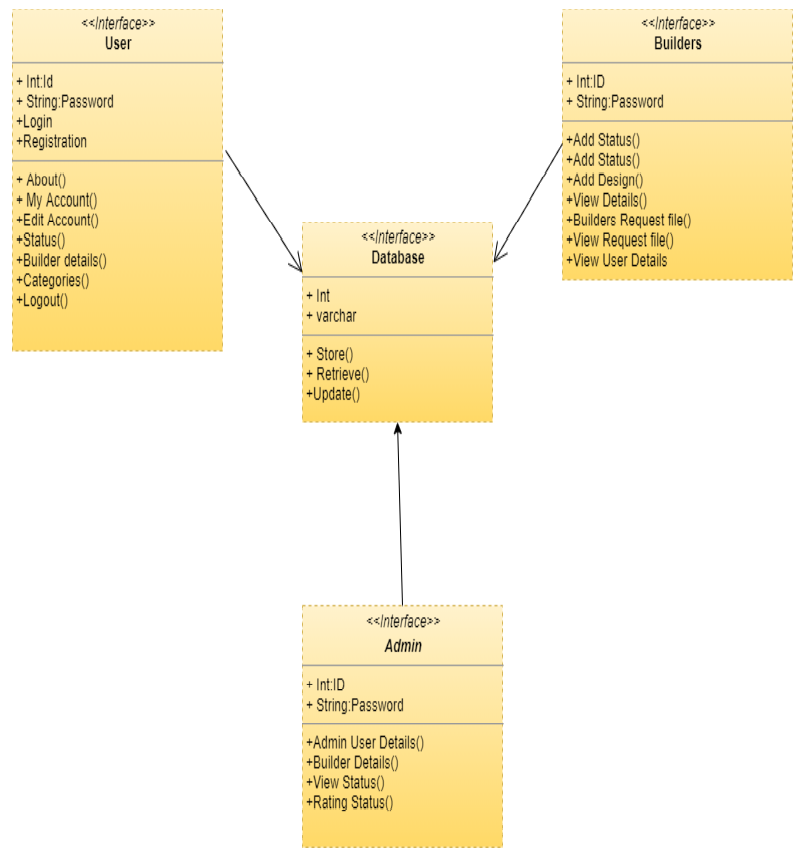 <<Interface>>
User
+ Int:Id
+ String:Password
+Login
+Registration
+ About()
+ My Account()
+Edit Account()
+Status()
+Builder details()
+Categories()
+Logout()
<<Interface>>
Builders
+ Int:ID
+ String:Password
+Add Status()
+Add Status()
+Add Design()
+View Details()
+Builders Request file()
+View Request file()
+View User Details
<<Interface>>
Database
+ Int
+ varchar
+ Store()
+ Retrieve()
+Update()
<<Interface>>
Admin
+ Int:ID
+ String:Password
+Admin User Details()
+Builder Details()
+View Status()
+Rating Status()